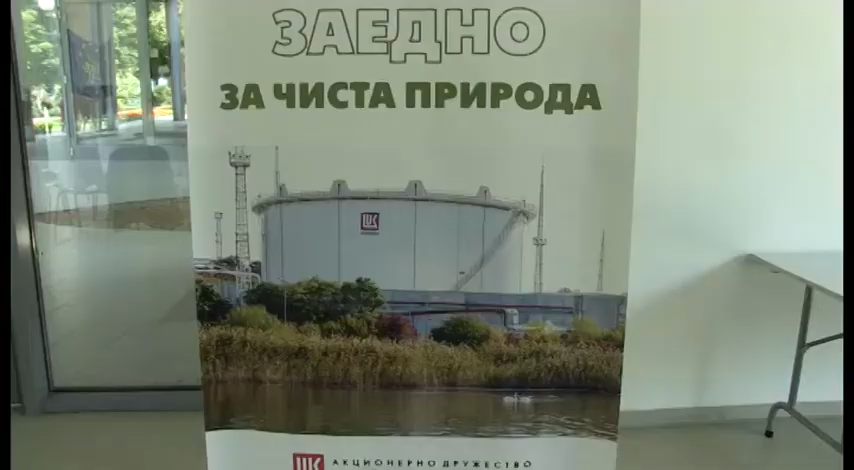 ЗАЕДНО
ЗА ЧИСТА ПРИРОДА
АКЦИОНЕРНО ДРУЖЕСТВО